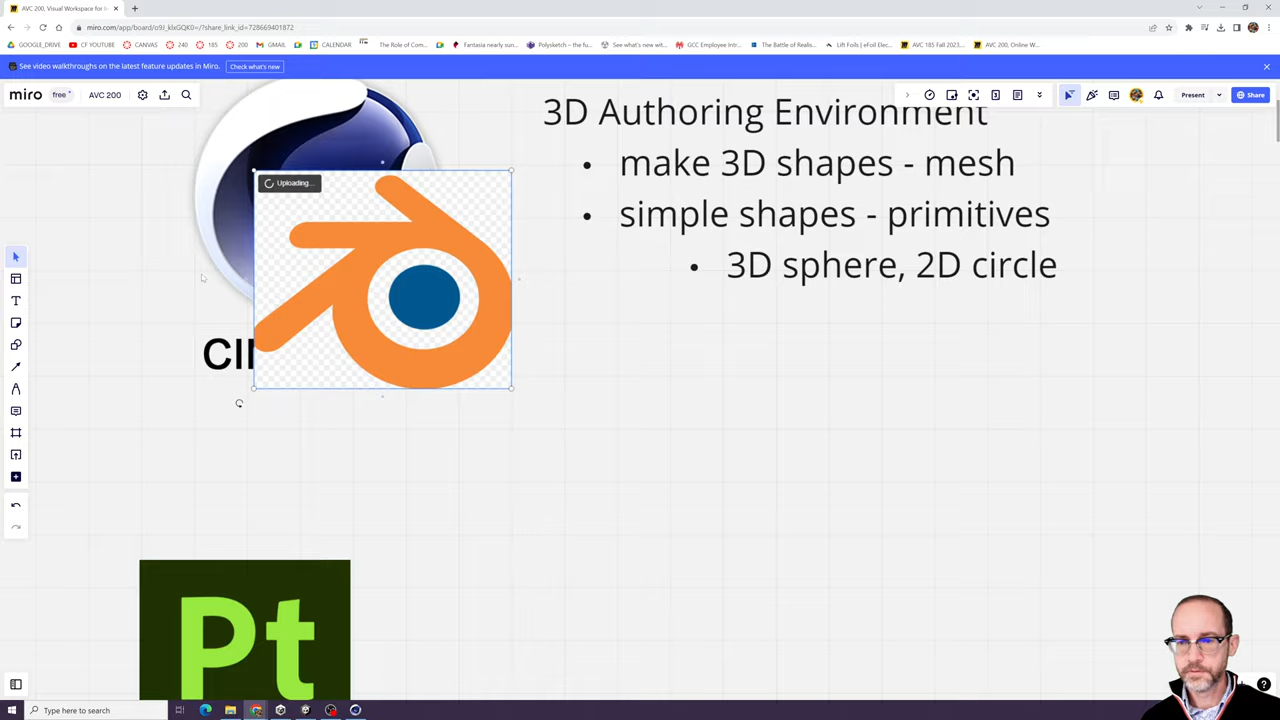 AVC 200, Visual Workspace for In
miro.com/app/board/o9J_klxGQK0=/?share_link_id=728669401872
GOOGLE_DRIVE
CF YOUTUBE
CANVAS
240
185
200
GMAIL
CALENDAR
The Role of Com...
Fantasia nearly sun...
Polysketch – the fu...
See what's new wit...
GCC Employee Intr...
The Battle of Realis...
Lift Foils | eFoil Elec...
AVC 185 Fall 2023,...
AVC 200, Online W...
See video walkthroughs on the latest feature updates in Miro.
Check what's new
miro
free
AVC 200
Present
Share
3D Authoring Environment
• make 3D shapes - mesh
• simple shapes - primitives
• 3D sphere, 2D circle
Uploading...
CI
Pt
Type here to search